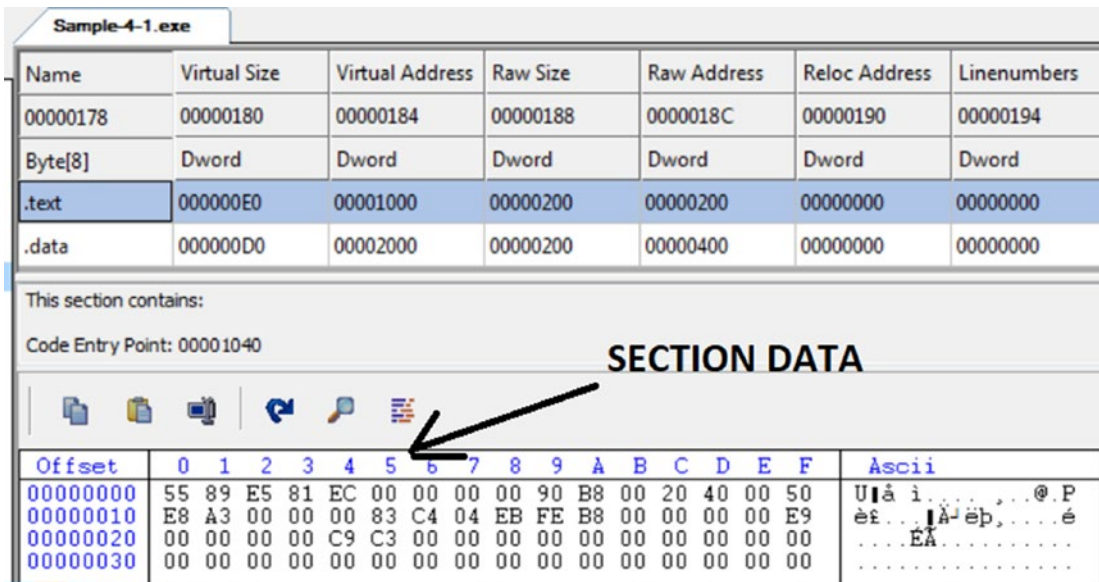 Sample-4-1.exe
Name Virtual Size Virtual Address Raw Size Raw Address Reloc Address Linenumbers
00000178 00000180 00000184 00000188 0000018C 00000190 00000194
Byte[8] Dword Dword Dword Dword Dword Dword
.text 000000E0 00001000 00000200 00000200 00000000 00000000
.data 000000D0 00002000 00000200 00000400 00000000 00000000
This section contains:
Code Entry Point: 00001040
SECTION DATA
Offset 0 1 2 3 4 5 6 7 8 9 A B C D E F Ascii
00000000 55 89 E5 81 EC 00 00 00 00 90 B8 00 20 40 00 50 U▮å ì.... ¸. @.P
00000010 E8 A3 00 00 00 83 C4 04 EB FE B8 00 00 00 00 E9 è£...▮Ä┘ëþ¸....é
00000020 00 00 00 00 C9 C3 00 00 00 00 00 00 00 00 00 00 ....ÉÃ..........
00000030 00 00 00 00 00 00 00 00 00 00 00 00 00 00 00 00 ................